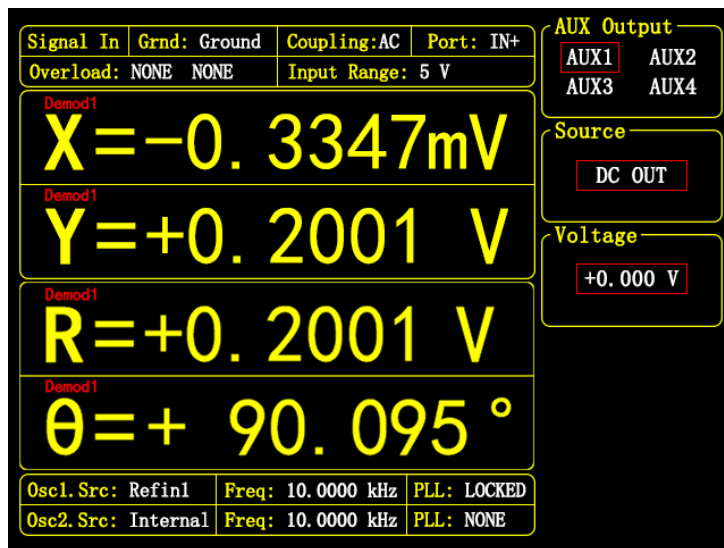 Signal In Grnd: Ground Coupling:AC Port: IN+
Overload: NONE NONE Input Range: 5 V
Demod1
X=-0.3347mV
Demod1
Y=+0.2001 V
Demod1
R=+0.2001 V
Demod1
θ=+ 90.095 °
Osc1.Src: Refin1 Freq: 10.0000 kHz PLL: LOCKED
Osc2.Src: Internal Freq: 10.0000 kHz PLL: NONE
AUX Output
AUX1 AUX2
AUX3 AUX4
Source
DC OUT
Voltage
+0.000 V